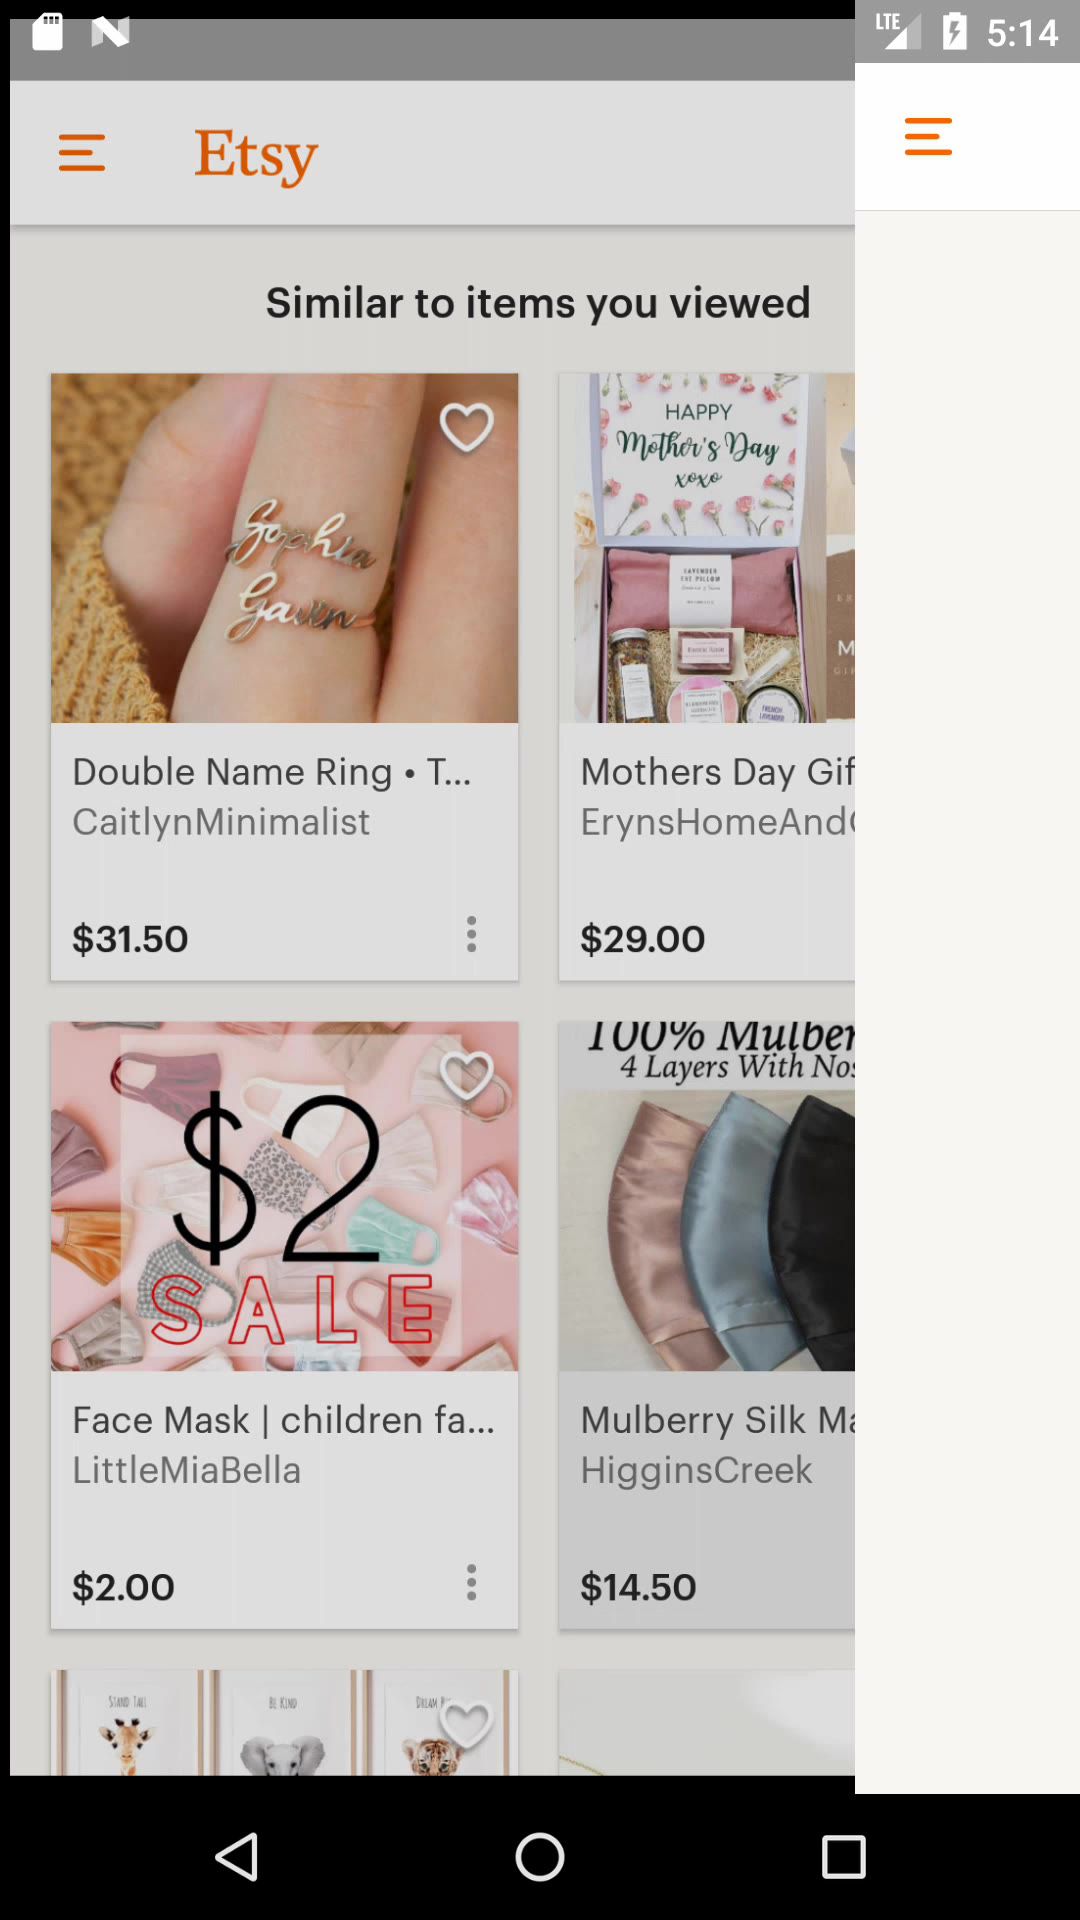 LTE 5:14
Etsy
Similar to items you viewed
Sophia
Gavin
HAPPY
Mother's Day
xoxo
LAVENDER
EYE PILLOW
FRENCH
LAVENDER
Double Name Ring • T...
CaitlynMinimalist
$31.50
Mothers Day Gif
ErynsHomeAnd
$29.00
$2
SALE
100% Mulber
4 Layers With Nos
Face Mask | children fa...
LittleMiaBella
$2.00
Mulberry Silk Ma
HigginsCreek
$14.50
STAND TALL
BE KIND
DREAM